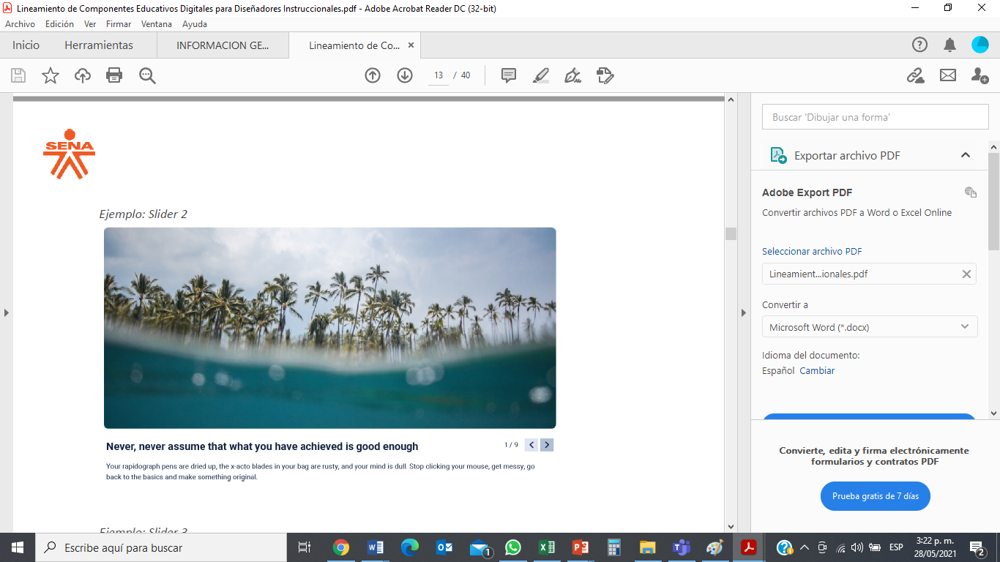 Lineamiento de Componentes Educativos Digitales para Diseñadores Instruccionales.pdf - Adobe Acrobat Reader DC (32-bit)
Archivo Edición Ver Firmar Ventana Ayuda
Inicio Herramientas INFORMACION GE... Lineamiento de Co... ×
13 / 40
Buscar 'Dibujar una forma'
SENA
Exportar archivo PDF
Adobe Export PDF
Convertir archivos PDF a Word o Excel Online
Ejemplo: Slider 2
Seleccionar archivo PDF
Lineamient...ionales.pdf
Convertir a
Microsoft Word (*.docx)
Idioma del documento:
Español Cambiar
Never, never assume that what you have achieved is good enough
1 / 9
Your rapidograph pens are dried up, the x-acto blades in your bag are rusty, and your mind is dull. Stop clicking your mouse, get messy, go
back to the basics and make something original.
Convierte, edita y firma electrónicamente
formularios y contratos PDF
Prueba gratis de 7 días
Ejemplo: Slider 3
Escribe aquí para buscar
1
ESP
3:22 p. m.
28/05/2021
2